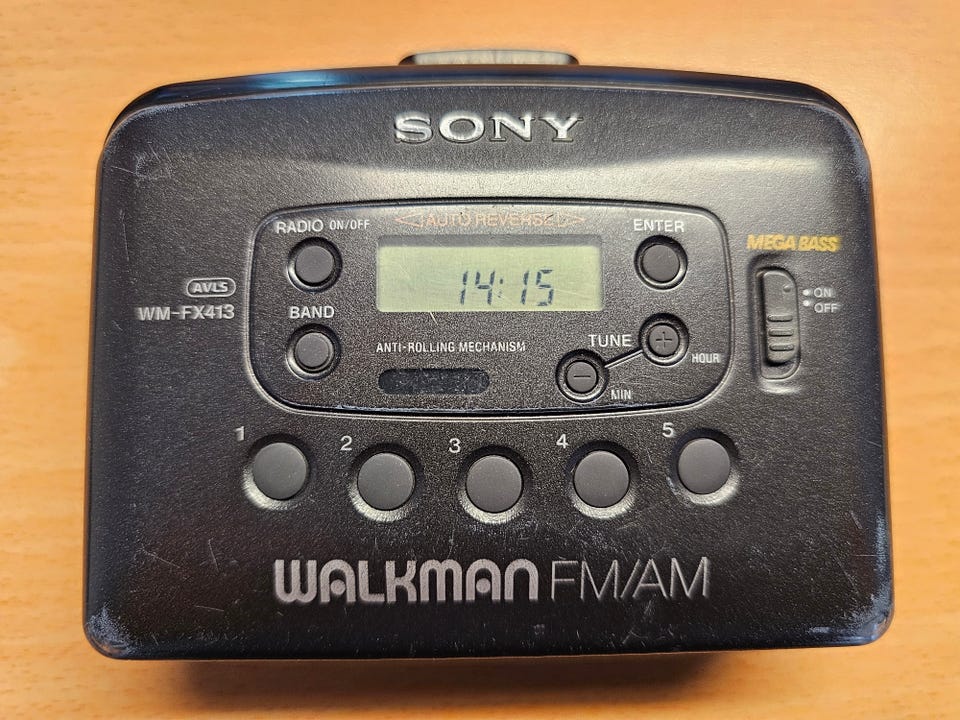 SONY
RADIO ON/OFF
AUTO REVERSE
ENTER
MEGA BASS
14:15
AVLS
WM-FX413
BAND
ON
OFF
ANTI-ROLLING MECHANISM
TUNE
+
HOUR
−
MIN
1
2
3
4
5
WALKMAN FM/AM